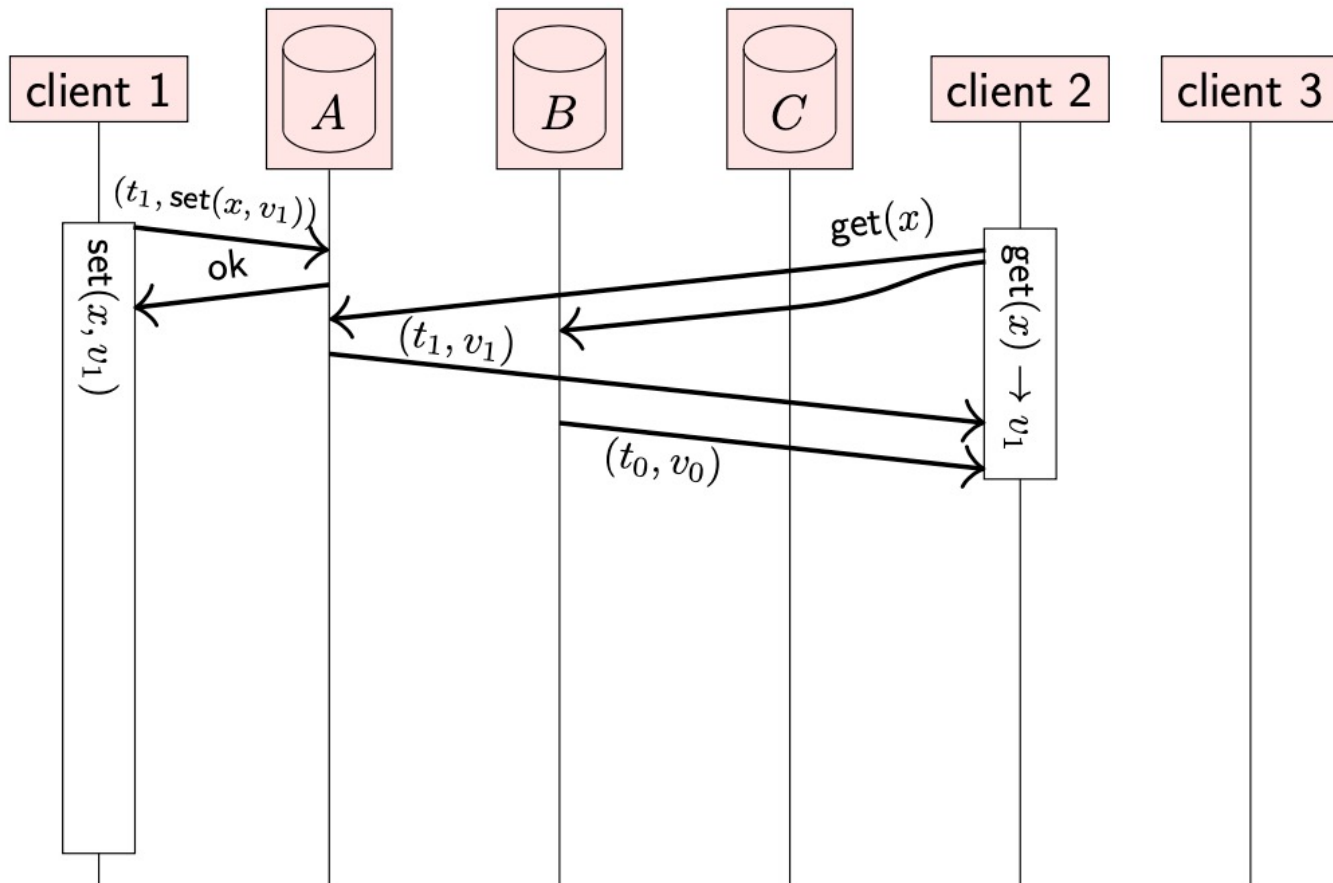 client 1
A
B
C
client 2
client 3
(t₁, set(x, v₁))
ok
set(x, v₁)
get(x)
get(x) → v₁
(t₁, v₁)
(t₀, v₀)